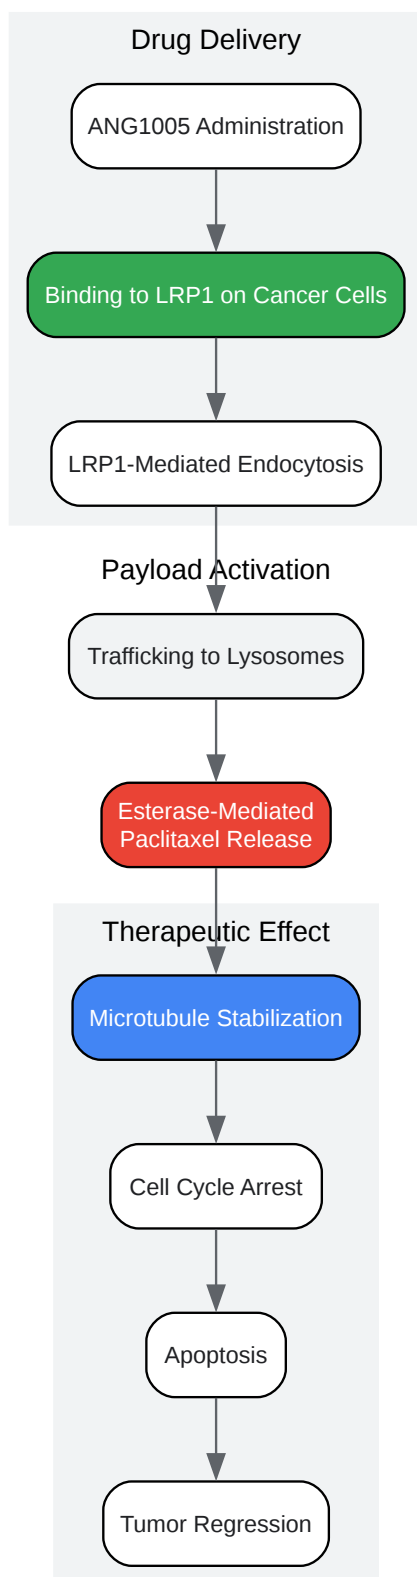 Drug Delivery
ANG1005 Administration
Binding to LRP1 on Cancer Cells
LRP1-Mediated Endocytosis
Payload Activation
Trafficking to Lysosomes
Esterase-Mediated
Paclitaxel Release
Therapeutic Effect
Microtubule Stabilization
Cell Cycle Arrest
Apoptosis
Tumor Regression